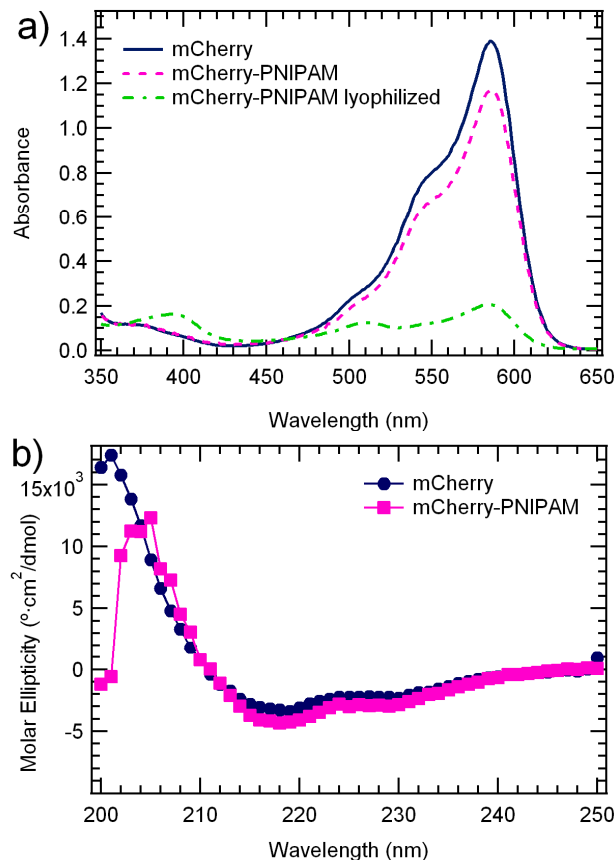 a)
mCherry
mCherry-PNIPAM
mCherry-PNIPAM lyophilized
Absorbance
1.4
1.2
1.0
0.8
0.6
0.4
0.2
0.0
350 400 450 500 550 600 650
Wavelength (nm)
b)
mCherry
mCherry-PNIPAM
Molar Ellipticity (º·cm²/dmol)
15x10³
10
5
0
-5
200 210 220 230 240 250
Wavelength (nm)